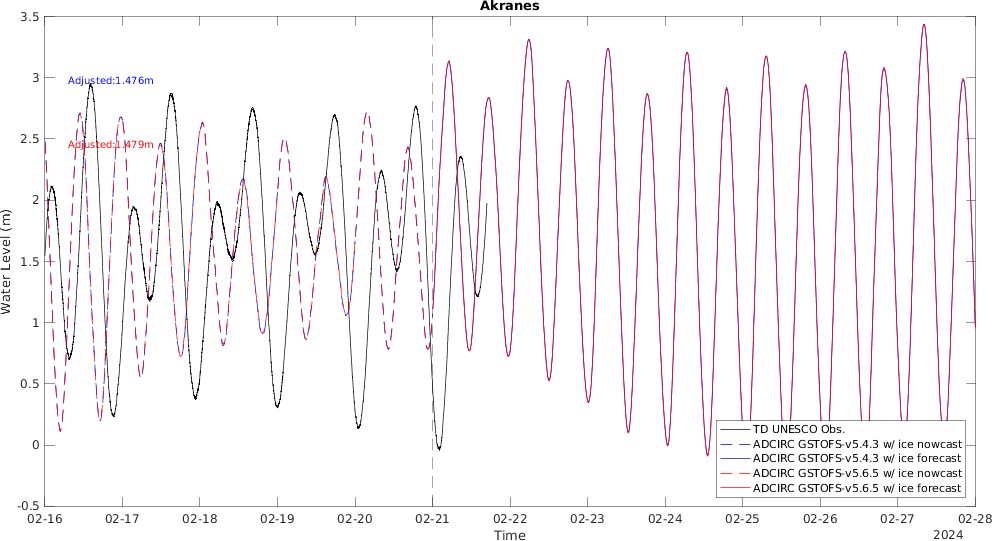 Akranes
3.5
3
2.5
2
1.5
1
0.5
0
-0.5
Water Level (m)
Adjusted:1.476m
Adjusted:1.479m
TD UNESCO Obs.
ADCIRC GSTOFS-v5.4.3 w/ ice nowcast
ADCIRC GSTOFS-v5.4.3 w/ ice forecast
ADCIRC GSTOFS-v5.6.5 w/ ice nowcast
ADCIRC GSTOFS-v5.6.5 w/ ice forecast
02-16 02-17 02-18 02-19 02-20 02-21 02-22 02-23 02-24 02-25 02-26 02-27 02-28
Time
2024